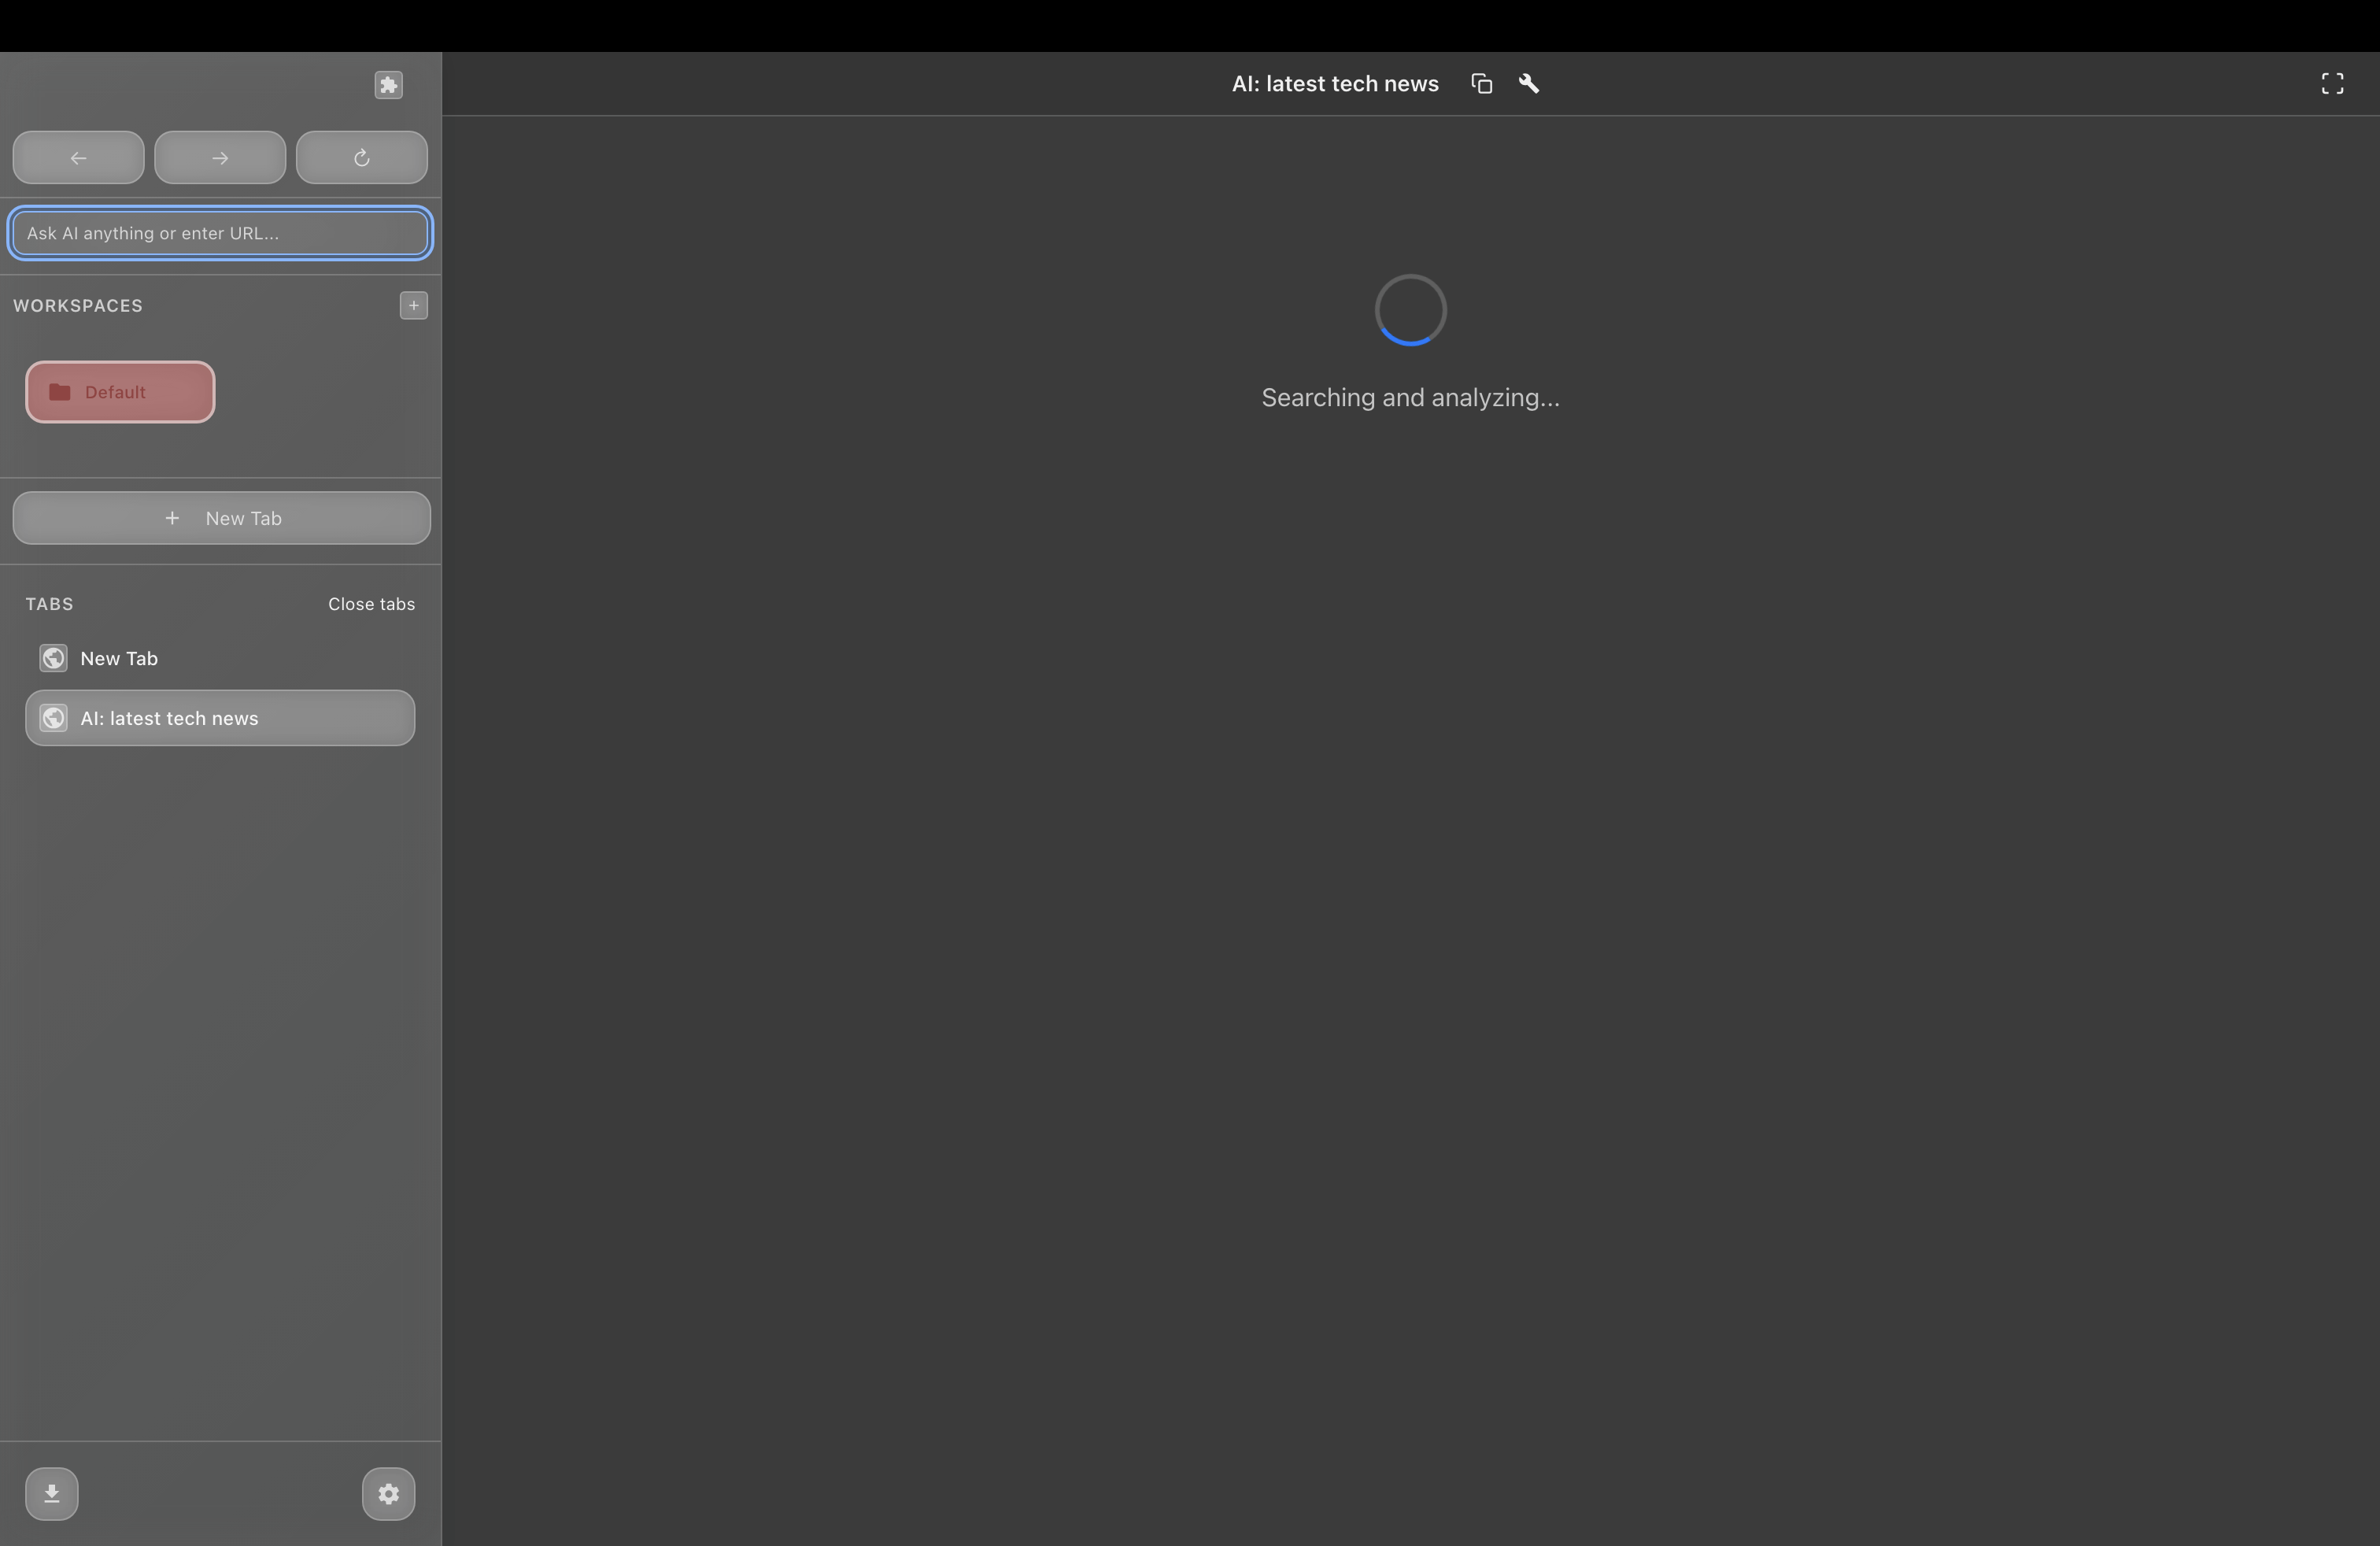 AI: latest tech news
Ask AI anything or enter URL...
WORKSPACES
Default
New Tab
TABS
Close tabs
New Tab
AI: latest tech news
Searching and analyzing...